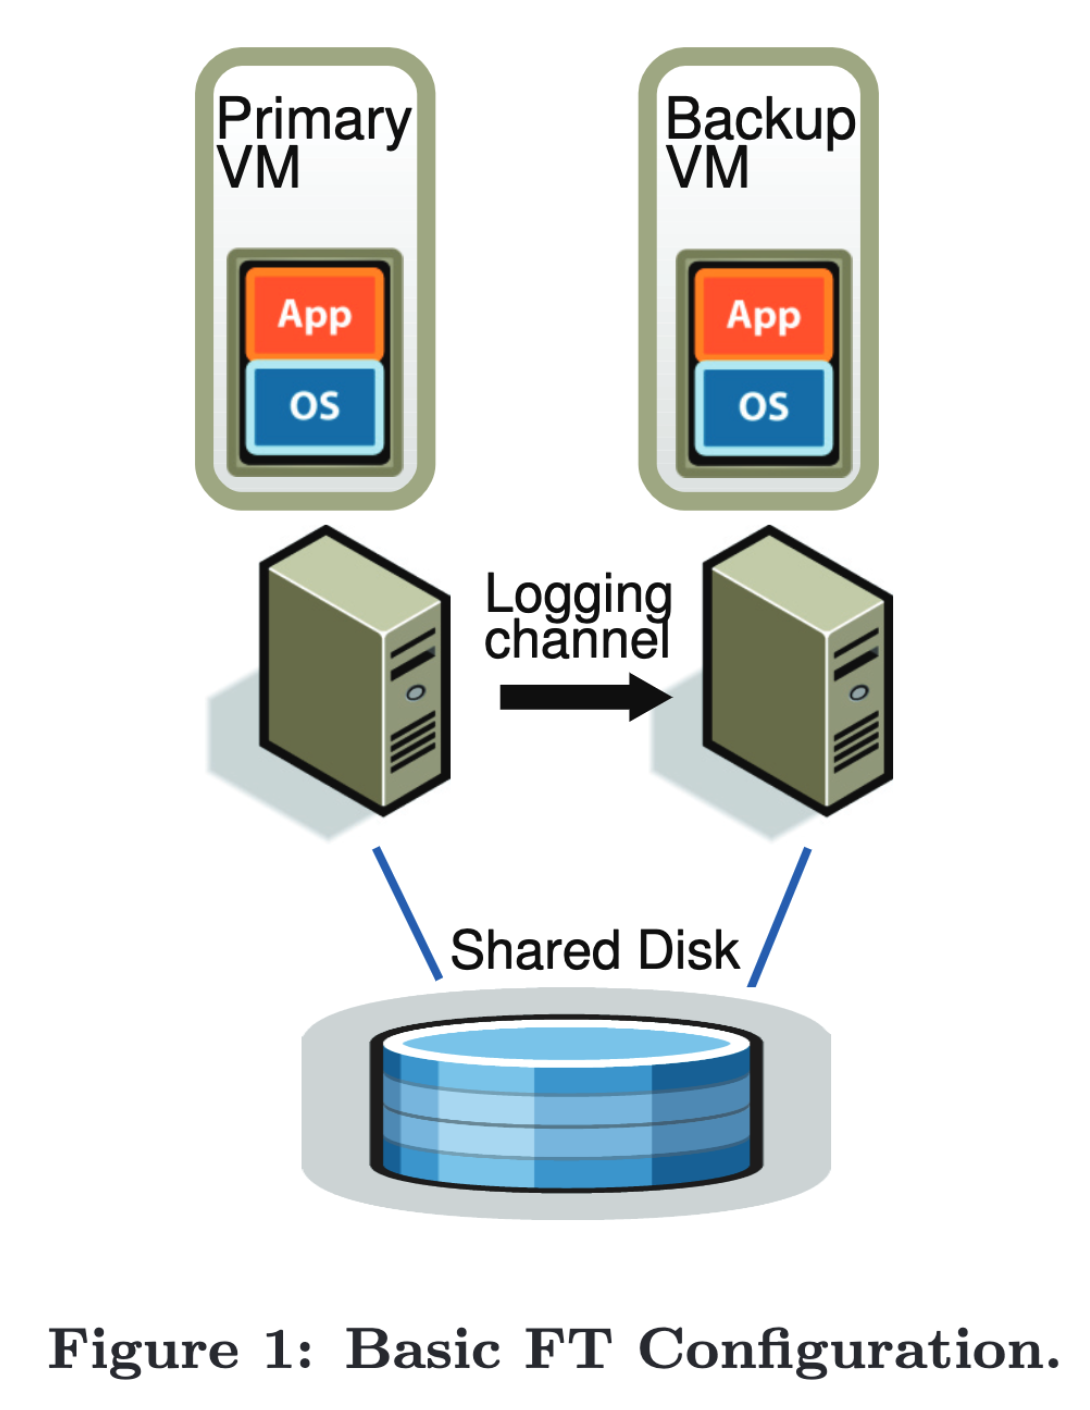 Primary
VM
Backup
VM
App
OS
App
OS
Logging
channel
Shared Disk
Figure 1: Basic FT Configuration.